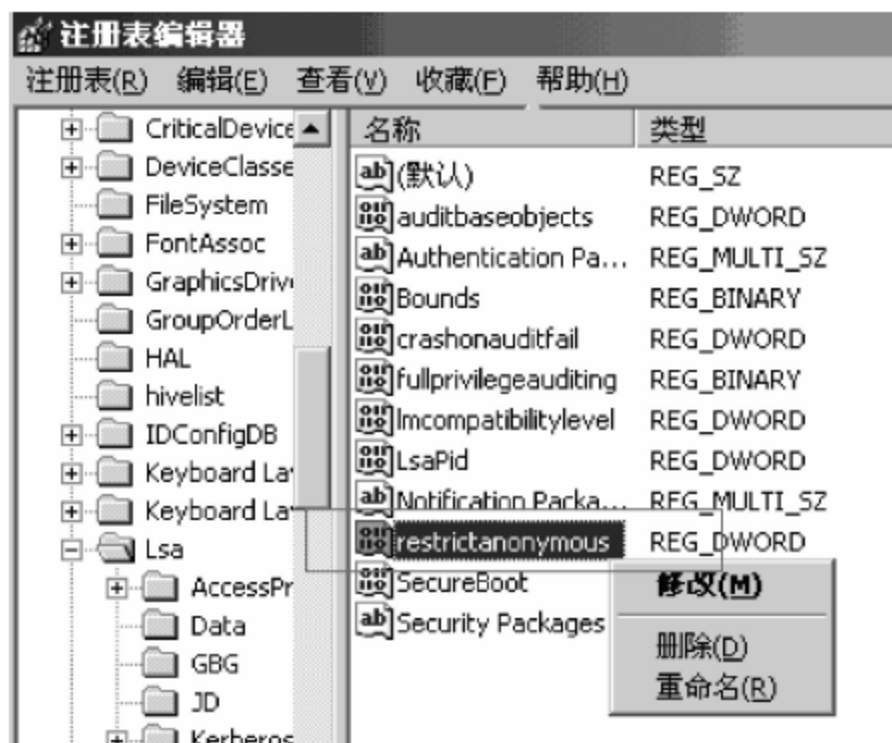 注册表编辑器
注册表(R) 编辑(E) 查看(V) 收藏(F) 帮助(H)
CriticalDevice
DeviceClasse
FileSystem
FontAssoc
GraphicsDriv
GroupOrderL
HAL
hivelist
IDConfigDB
Keyboard La
Keyboard La
Lsa
AccessPr
Data
GBG
JD
Kerberos
名称 类型
(默认) REG_SZ
auditbaseobjects REG_DWORD
Authentication Pa... REG_MULTI_SZ
Bounds REG_BINARY
crashonauditfail REG_DWORD
fullprivilegeauditing REG_BINARY
lmcompatibilitylevel REG_DWORD
LsaPid REG_DWORD
Notification Packa... REG_MULTI_SZ
restrictanonymous REG_DWORD
SecureBoot
Security Packages
修改(M)
删除(D)
重命名(R)